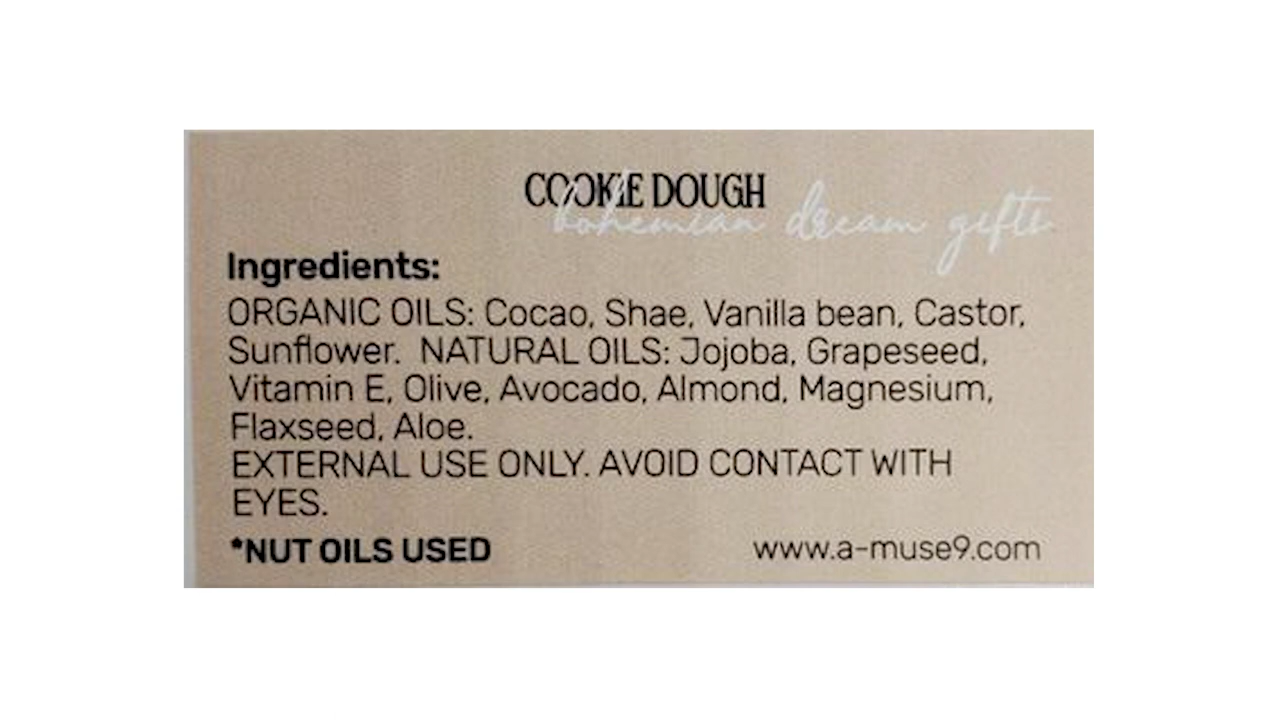 COOKIE DOUGH
bohemian dream gifts
Ingredients:
ORGANIC OILS: Cocao, Shae, Vanilla bean, Castor,
Sunflower. NATURAL OILS: Jojoba, Grapeseed,
Vitamin E, Olive, Avocado, Almond, Magnesium,
Flaxseed, Aloe.
EXTERNAL USE ONLY. AVOID CONTACT WITH
EYES.
*NUT OILS USED www.a-muse9.com